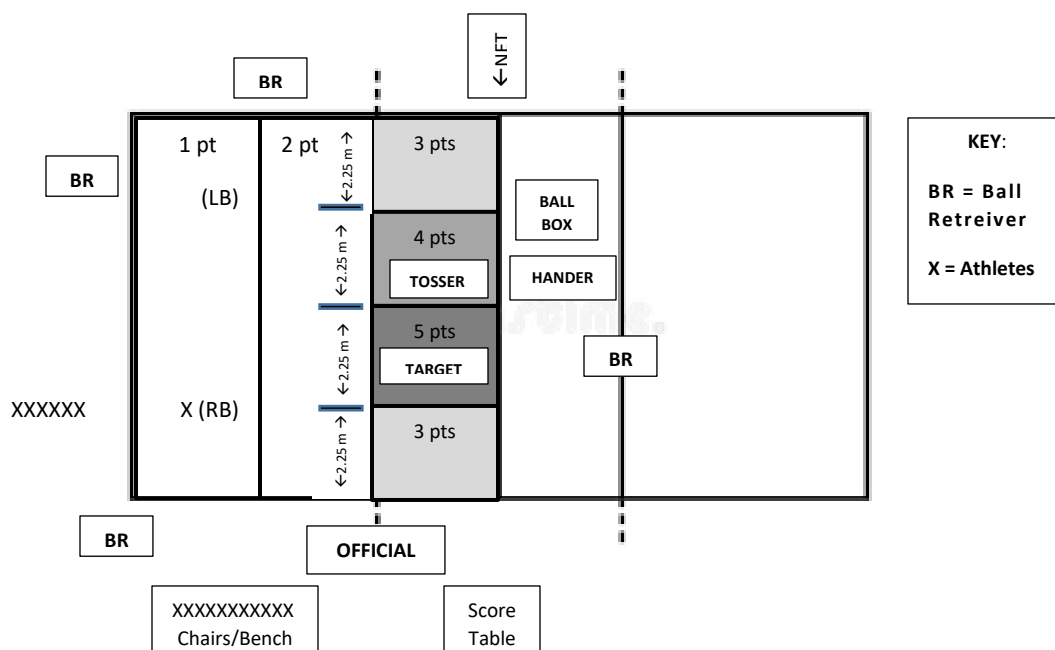 ←NFT
BR
1 pt
2 pt
←2.25 m→
3 pts
KEY:
BR
(LB)
BALL
BOX
BR = Ball
Retreiver
←2.25 m→
4 pts
TOSSER
HANDER
X = Athletes
←2.25 m→
5 pts
TARGET
BR
XXXXXX
X (RB)
←2.25 m→
3 pts
BR
OFFICIAL
XXXXXXXXXXX
Chairs/Bench
Score
Table